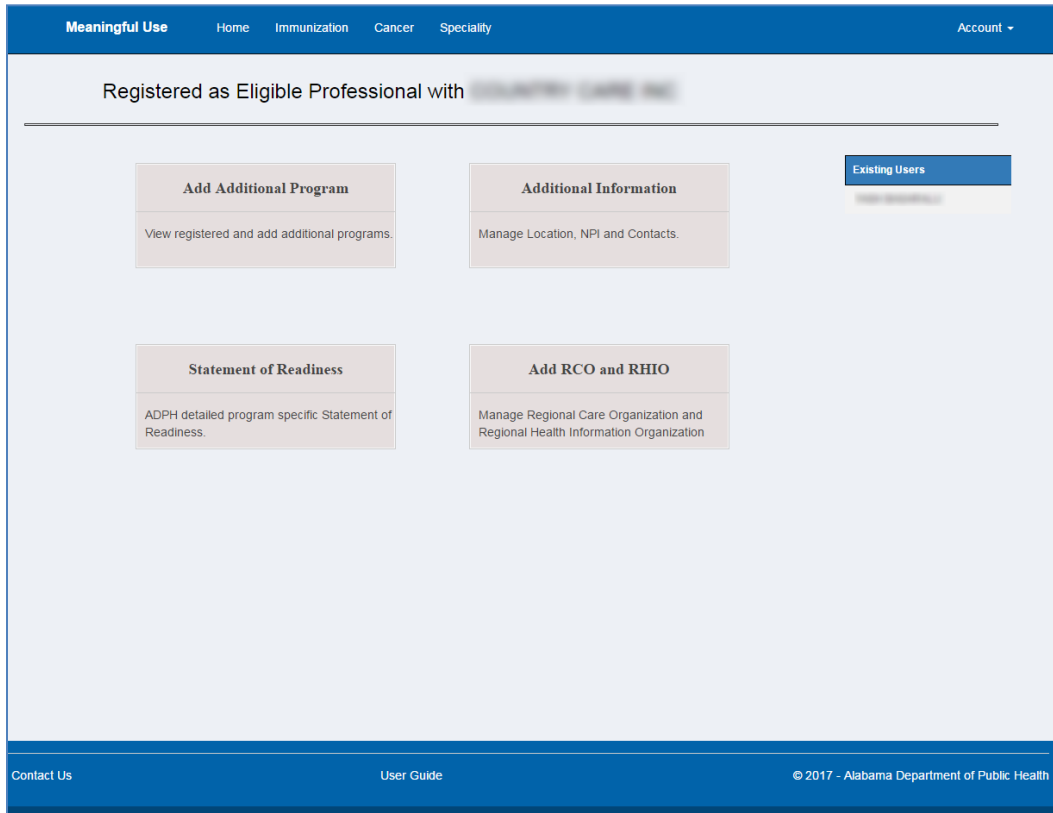 Meaningful Use Home Immunization Cancer Speciality Account
Registered as Eligible Professional with
Existing Users
Add Additional Program
View registered and add additional programs.
Additional Information
Manage Location, NPI and Contacts.
Statement of Readiness
ADPH detailed program specific Statement of
Readiness.
Add RCO and RHIO
Manage Regional Care Organization and
Regional Health Information Organization
Contact Us User Guide © 2017 - Alabama Department of Public Health